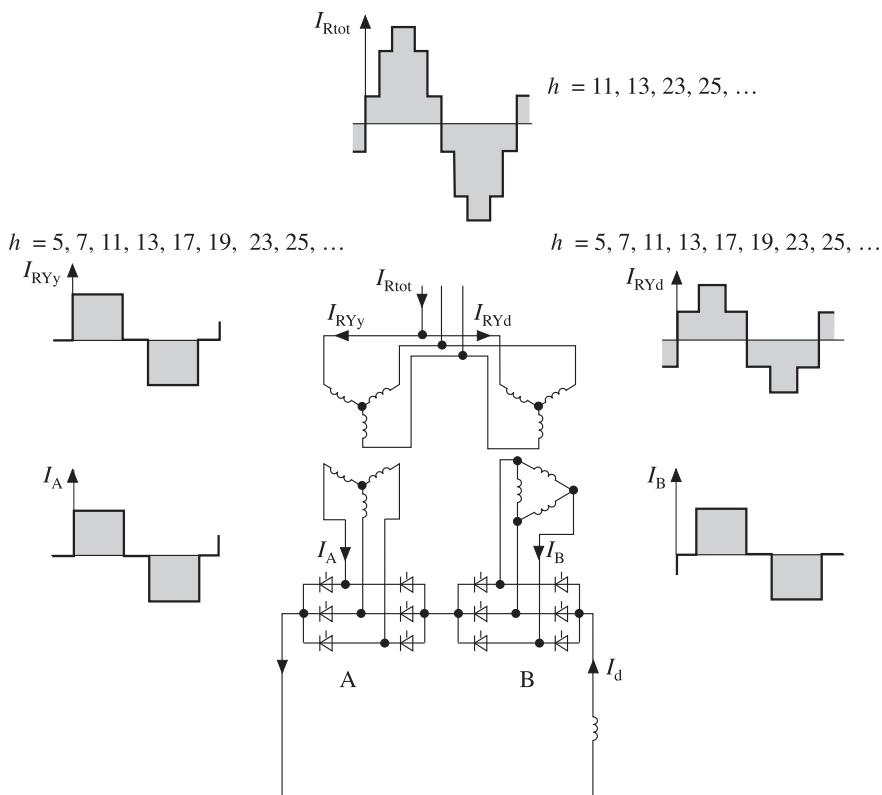 I_Rtot
h = 11, 13, 23, 25, ...
h = 5, 7, 11, 13, 17, 19, 23, 25, ...
h = 5, 7, 11, 13, 17, 19, 23, 25, ...
I_RYy
I_Rtot
I_RYd
I_RYy
I_RYd
I_A
I_B
I_A
I_B
A
B
I_d